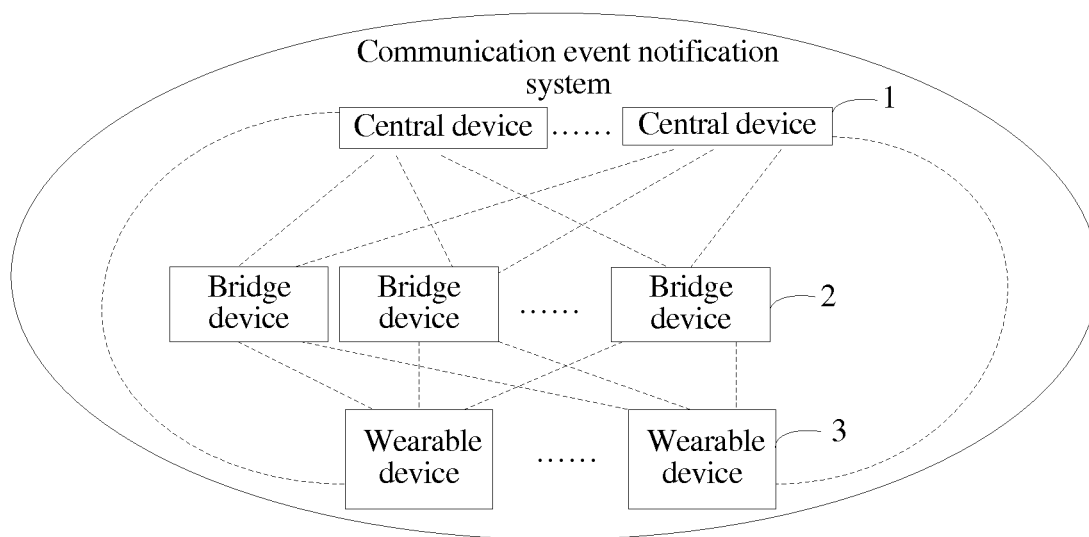 Communication event notification
system
Central device ...... Central device 1
Bridge
device
Bridge
device
......
Bridge
device
2
Wearable
device
......
Wearable
device
3